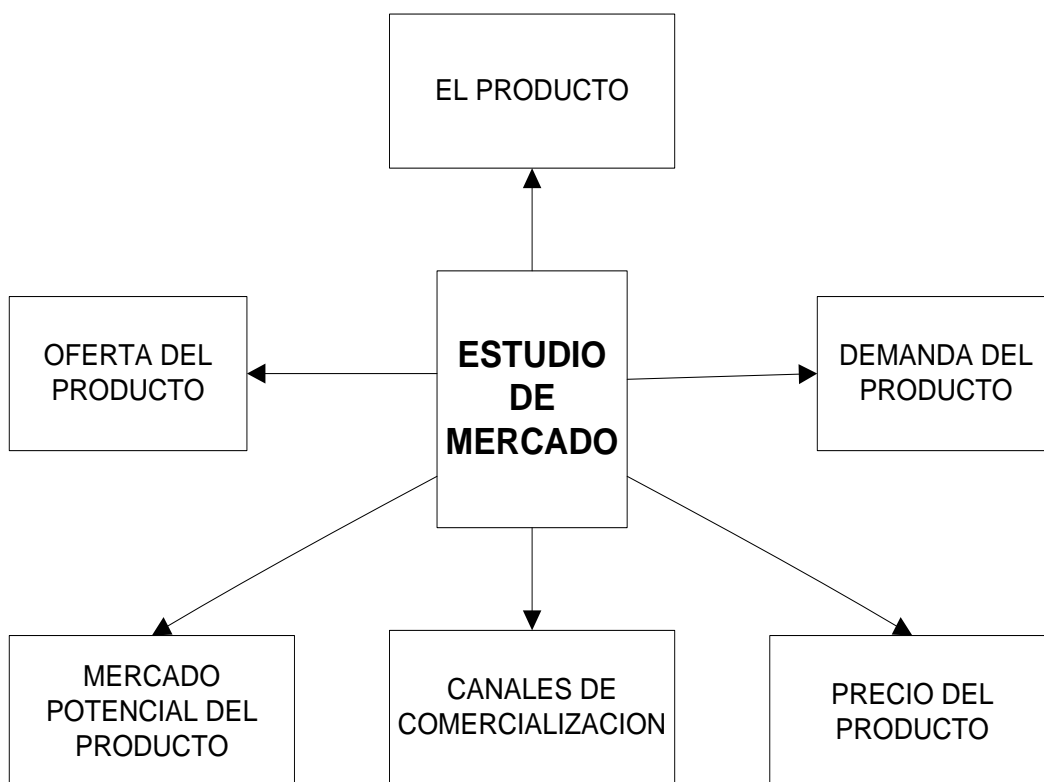 EL PRODUCTO
OFERTA DEL
PRODUCTO
ESTUDIO
DE
MERCADO
DEMANDA DEL
PRODUCTO
MERCADO
POTENCIAL DEL
PRODUCTO
CANALES DE
COMERCIALIZACION
PRECIO DEL
PRODUCTO